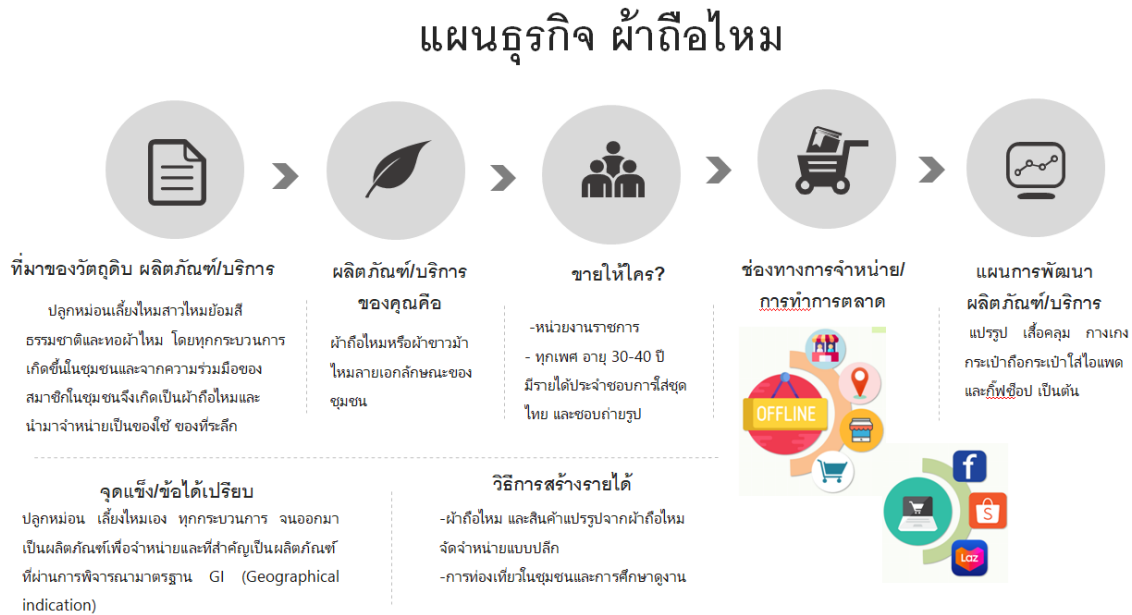 แผนธุรกิจ ผ้าถือไหม
ที่มาของวัตถุดิบ ผลิตภัณฑ์/บริการ
ปลูกหม่อนเลี้ยงไหมสาวไหมย้อมสี
ธรรมชาติและทอผ้าไหม โดยทุกกระบวนการ
เกิดขึ้นในชุมชนและจากความร่วมมือของ
สมาชิกในชุมชนจึงเกิดเป็นผ้าถือไหมและ
นำมาจำหน่ายเป็นของใช้ ของที่ระลึก
ผลิตภัณฑ์/บริการ
ของคุณคือ
ผ้าถือไหมหรือผ้าขาวม้า
ไหมลายเอกลักษณะของ
ชุมชน
ขายให้ใคร?
-หน่วยงานราชการ
- ทุกเพศ อายุ 30-40 ปี
มีรายได้ประจำชอบการใส่ชุด
ไทย และชอบถ่ายรูป
ช่องทางการจำหน่าย/
การทำการตลาด
OFFLINE
f
S
Laz
แผนการพัฒนา
ผลิตภัณฑ์/บริการ
แปรรูป เสื้อคลุม กางเกง
กระเป๋าถือกระเป๋าใส่ไอแพด
และกิ๊ฟช็อป เป็นต้น
จุดแข็ง/ข้อได้เปรียบ
ปลูกหม่อน เลี้ยงไหมเอง ทุกกระบวนการ จนออกมา
เป็นผลิตภัณฑ์เพื่อจำหน่ายและที่สำคัญเป็นผลิตภัณฑ์
ที่ผ่านการพิจารณามาตรฐาน GI (Geographical
indication)
วิธีการสร้างรายได้
-ผ้าถือไหม และสินค้าแปรรูปจากผ้าถือไหม
จัดจำหน่ายแบบปลีก
-การท่องเที่ยวในชุมชนและการศึกษาดูงาน